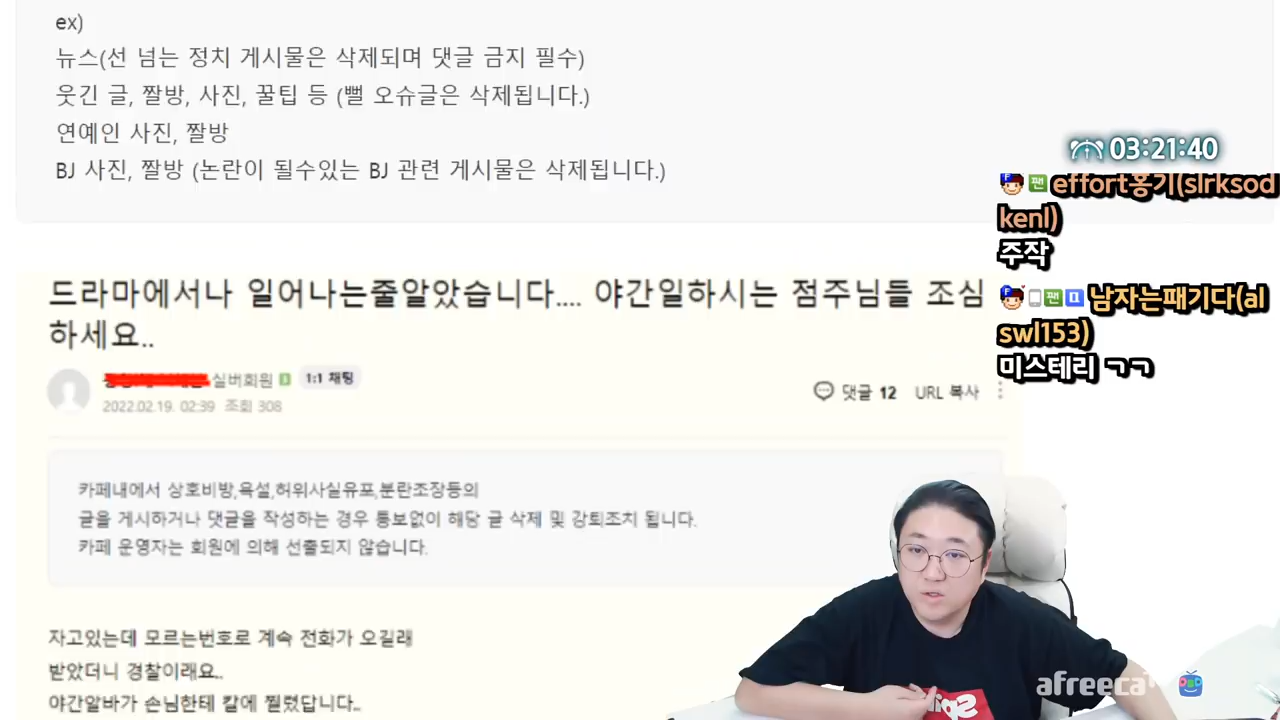 ex)
뉴스(선 넘는 정치 게시물은 삭제되며 댓글 금지 필수)
웃긴 글, 짤방, 사진, 꿀팁 등 (뻘 오슈글은 삭제됩니다.)
연예인 사진, 짤방
BJ 사진, 짤방 (논란이 될수있는 BJ 관련 게시물은 삭제됩니다.)
03:21:40
팬 effort홍기(slrksod
kenl)
주작
팬 남자는패기다(al
swl153)
미스테리 ㄱㄱ
드라마에서나 일어나는줄알았습니다.... 야간일하시는 점주님들 조심
하세요..
실버회원 1:1 채팅
2022.02.19. 02:39 조회 308
댓글 12 URL 복사
카페내에서 상호비방,욕설,허위사실유포,분란조장등의
글을 게시하거나 댓글을 작성하는 경우 통보없이 해당 글 삭제 및 강퇴조치 됩니다.
카페 운영자는 회원에 의해 선출되지 않습니다.
자고있는데 모르는번호로 계속 전화가 오길래
받았더니 경찰이래요..
야간알바가 손님한테 칼에 찔렸답니다..
afreeca